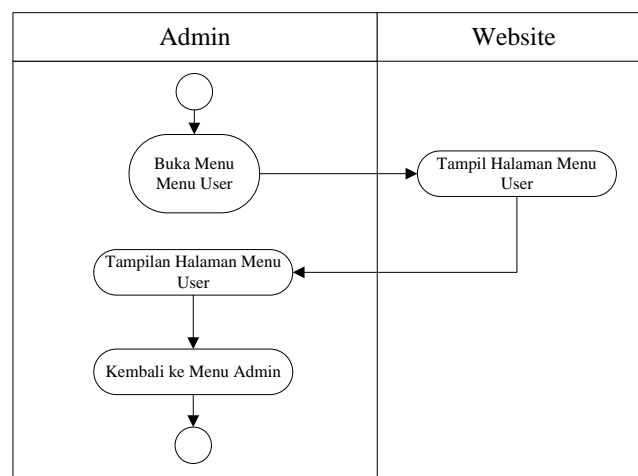 Admin
Website
Buka Menu
Menu User
Tampil Halaman Menu
User
Tampilan Halaman Menu
User
Kembali ke Menu Admin